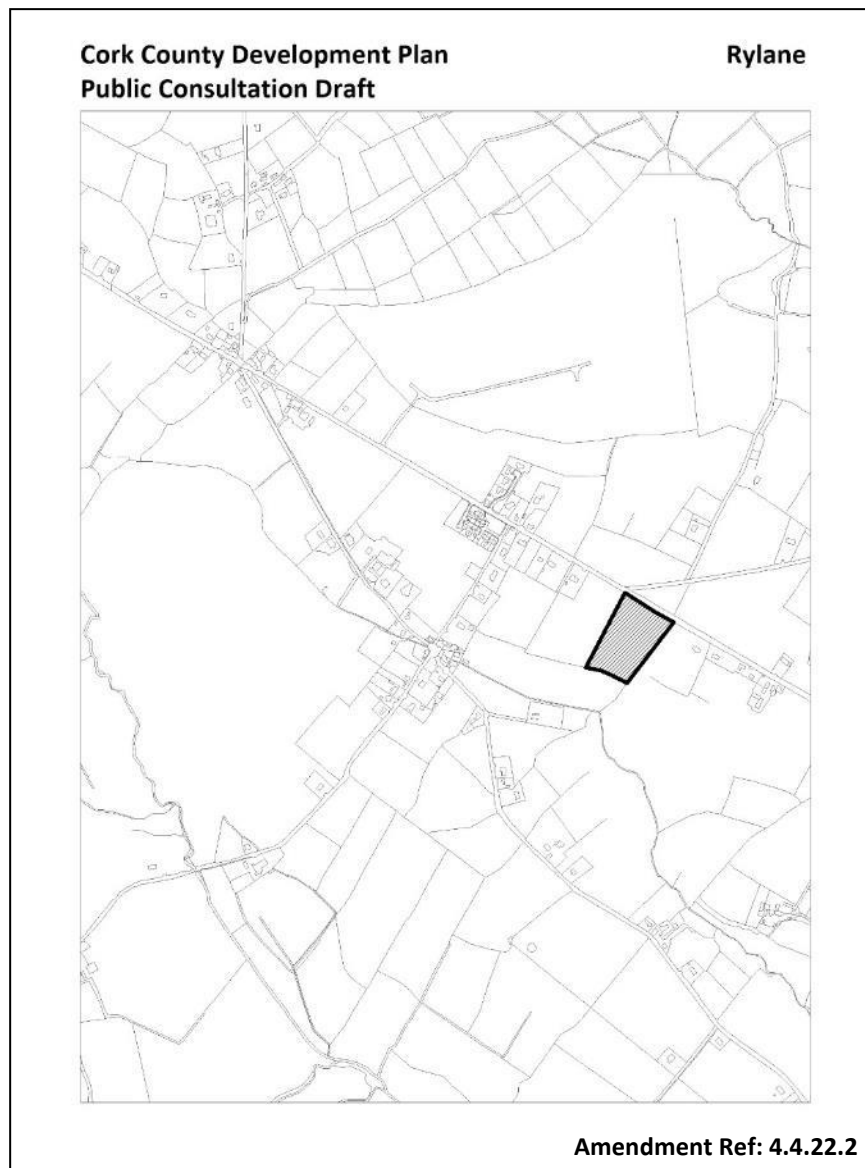 Cork County Development Plan
Rylane
Public Consultation Draft
Amendment Ref: 4.4.22.2